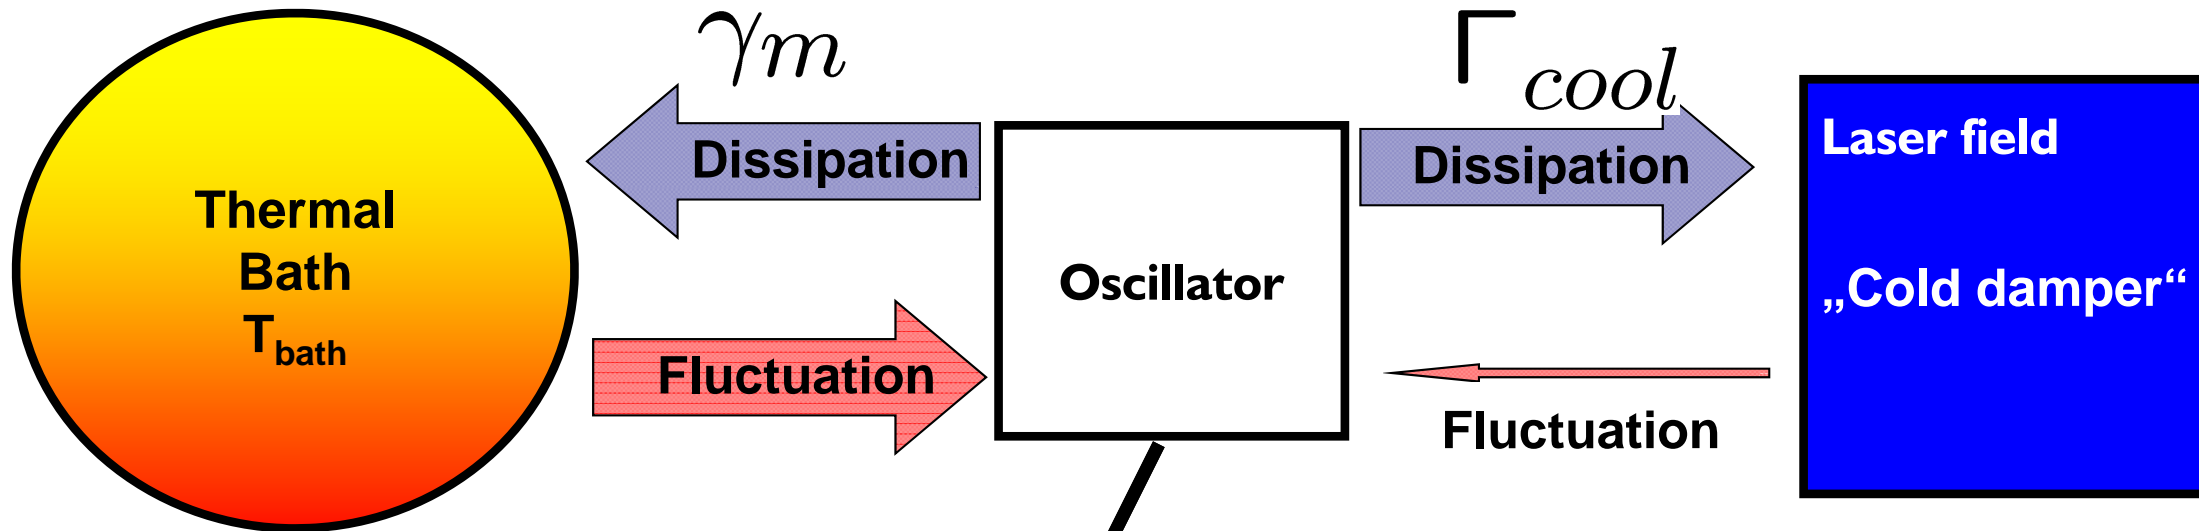 γm
Γcool
Dissipation
Dissipation
Laser field
Thermal
Bath
Tbath
Oscillator
„Cold damper“
Fluctuation
Fluctuation